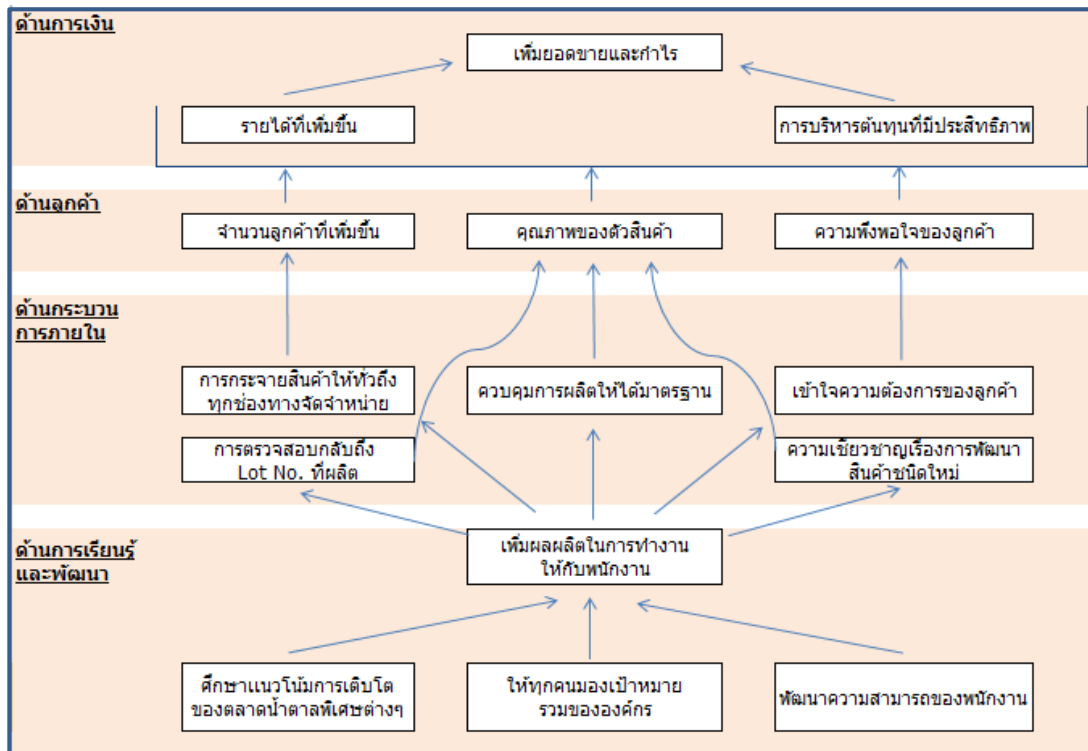 ด้านการเงิน
เพิ่มยอดขายและกำไร
รายได้ที่เพิ่มขึ้น
การบริหารต้นทุนที่มีประสิทธิภาพ
ด้านลูกค้า
จำนวนลูกค้าที่เพิ่มขึ้น
คุณภาพของตัวสินค้า
ความพึงพอใจของลูกค้า
ด้านกระบวน
การภายใน
การกระจายสินค้าให้ทั่วถึง
ทุกช่องทางจัดจำหน่าย
ควบคุมการผลิตให้ได้มาตรฐาน
เข้าใจความต้องการของลูกค้า
การตรวจสอบกลับถึง
Lot No. ที่ผลิต
ความเชี่ยวชาญเรื่องการพัฒนา
สินค้าชนิดใหม่
ด้านการเรียนรู้
และพัฒนา
เพิ่มผลผลิตในการทำงาน
ให้กับพนักงาน
ศึกษาแนวโน้มการเติบโต
ของตลาดน้ำตาลพิเศษต่างๆ
ให้ทุกคนมองเป้าหมาย
รวมขององค์กร
พัฒนาความสามารถของพนักงาน